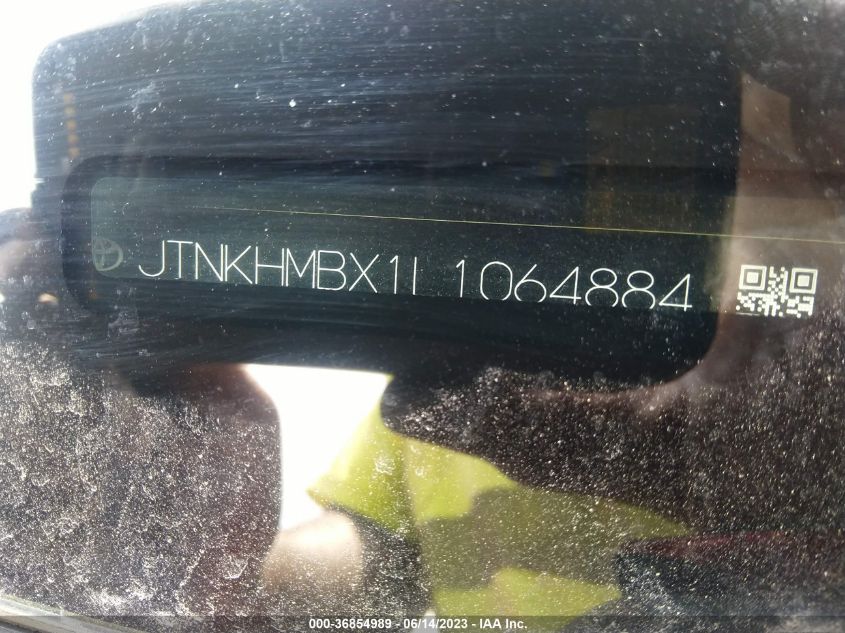 JTNKHMBX1L1064884
000-36854989 - 06/14/2023 - IAA Inc.